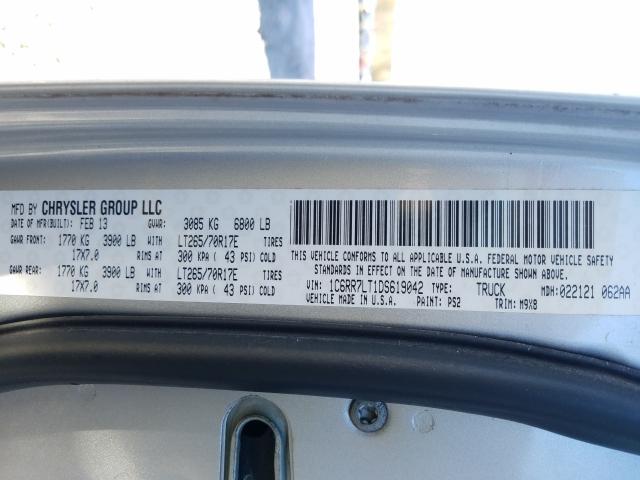 MFD BY CHRYSLER GROUP LLC
DATE OF MFR(BUILT): FEB 13 GVWR: 3085 KG 6800 LB
GAWR FRONT: 1770 KG 3900 LB WITH LT265/70R17E TIRES
17X7.0 RIMS AT 300 KPA ( 43 PSI) COLD
GAWR REAR: 1770 KG 3900 LB WITH LT265/70R17E TIRES
17X7.0 RIMS AT 300 KPA ( 43 PSI) COLD
THIS VEHICLE CONFORMS TO ALL APPLICABLE U.S.A. FEDERAL MOTOR VEHICLE SAFETY
STANDARDS IN EFFECT ON THE DATE OF MANUFACTURE SHOWN ABOVE.
VIN: 1C6RR7LT1DS619042 TYPE: TRUCK MDH: 022121 062AA
VEHICLE MADE IN U.S.A. PAINT: PS2 TRIM: M9X8